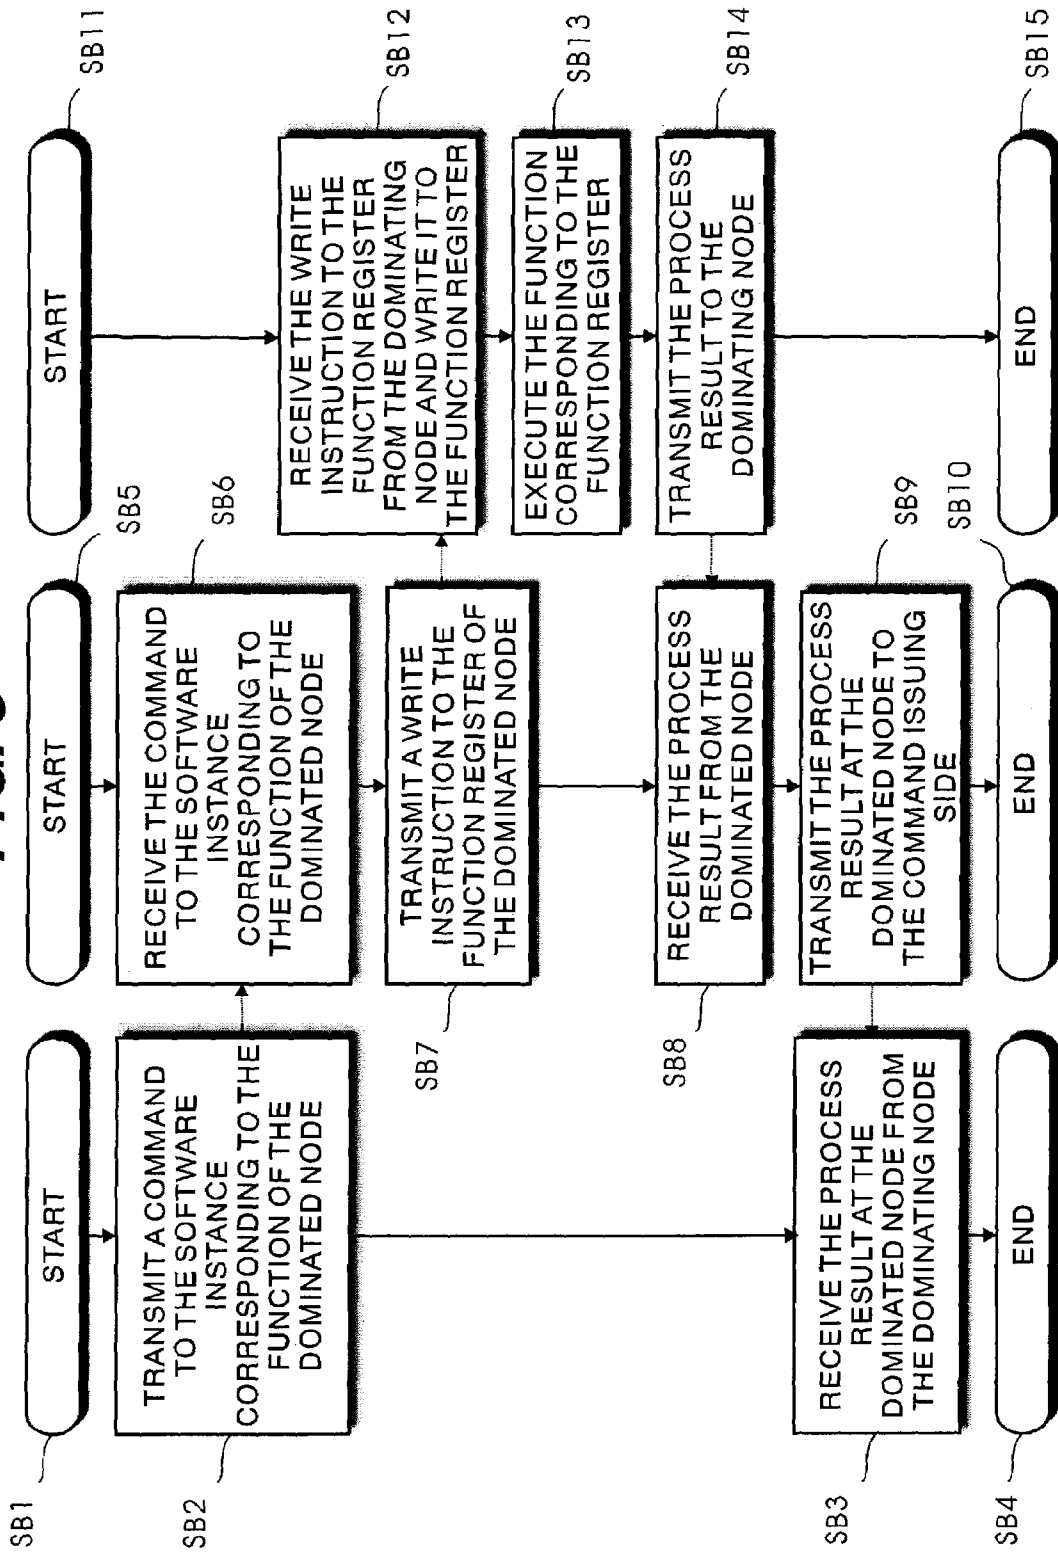 START
SB1
TRANSMIT A COMMAND
TO THE SOFTWARE
INSTANCE
CORRESPONDING TO THE
FUNCTION OF THE
DOMINATED NODE
SB2
RECEIVE THE PROCESS
RESULT AT THE
DOMINATED NODE FROM
THE DOMINATING NODE
SB3
END
SB4
START
SB5
RECEIVE THE COMMAND
TO THE SOFTWARE
INSTANCE
CORRESPONDING TO
THE FUNCTION OF THE
DOMINATED NODE
SB6
TRANSMIT A WRITE
INSTRUCTION TO THE
FUNCTION REGISTER OF
THE DOMINATED NODE
SB7
RECEIVE THE PROCESS
RESULT FROM THE
DOMINATED NODE
SB8
TRANSMIT THE PROCESS
RESULT AT THE
DOMINATED NODE TO
THE COMMAND ISSUING
SIDE
SB9
END
SB10
START
SB11
RECEIVE THE WRITE
INSTRUCTION TO THE
FUNCTION REGISTER
FROM THE DOMINATING
NODE AND WRITE IT TO
THE FUNCTION REGISTER
SB12
EXECUTE THE FUNCTION
CORRESPONDING TO THE
FUNCTION REGISTER
SB13
TRANSMIT THE PROCESS
RESULT TO THE
DOMINATING NODE
SB14
END
SB15